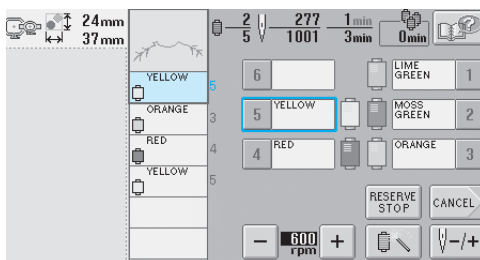 24mm
37mm
2
5
277
1001
1min
3min
0min
YELLOW
5
ORANGE
3
RED
4
YELLOW
5
6
5 YELLOW
4 RED
LIME
GREEN
1
MOSS
GREEN
2
ORANGE
3
RESERVE
STOP
CANCEL
− 600 +
rpm
−/+